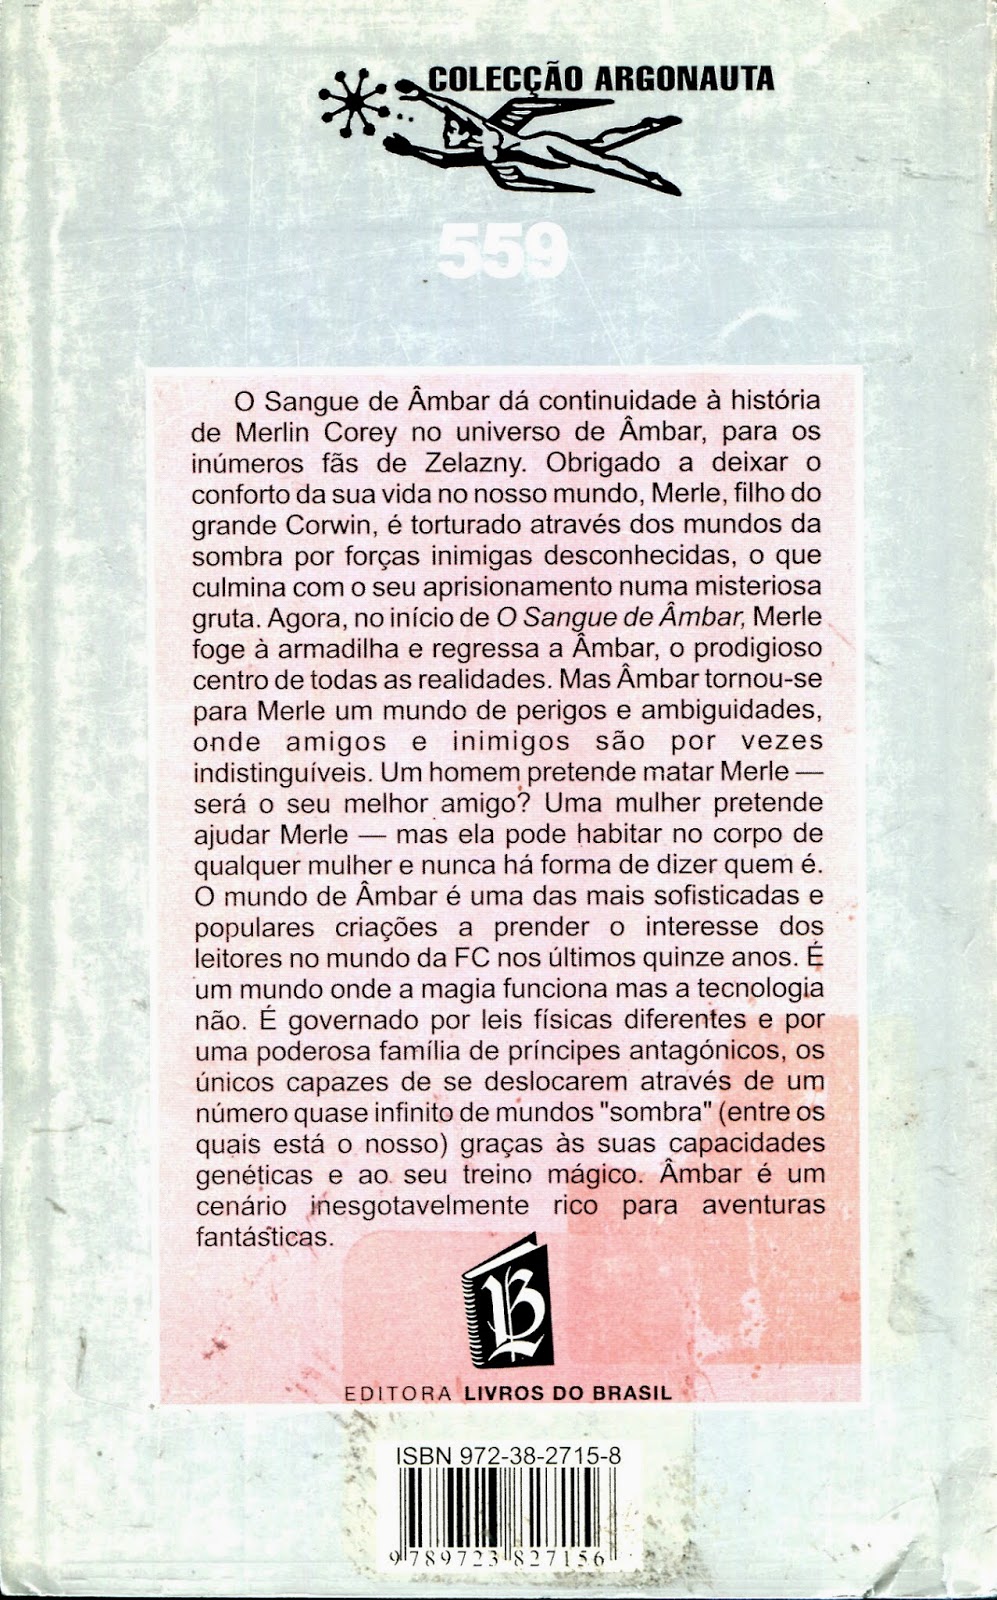 COLECÇÃO ARGONAUTA
559
O Sangue de Âmbar dá continuidade à história
de Merlin Corey no universo de Âmbar, para os
inúmeros fãs de Zelazny. Obrigado a deixar o
conforto da sua vida no nosso mundo, Merle, filho do
grande Corwin, é torturado através dos mundos da
sombra por forças inimigas desconhecidas, o que
culmina com o seu aprisionamento numa misteriosa
gruta. Agora, no início de O Sangue de Âmbar, Merle
foge à armadilha e regressa a Âmbar, o prodigioso
centro de todas as realidades. Mas Âmbar tornou-se
para Merle um mundo de perigos e ambiguidades,
onde amigos e inimigos são por vezes
indistinguíveis. Um homem pretende matar Merle —
será o seu melhor amigo? Uma mulher pretende
ajudar Merle — mas ela pode habitar no corpo de
qualquer mulher e nunca há forma de dizer quem é.
O mundo de Âmbar é uma das mais sofisticadas e
populares criações a prender o interesse dos
leitores no mundo da FC nos últimos quinze anos. É
um mundo onde a magia funciona mas a tecnologia
não. É governado por leis físicas diferentes e por
uma poderosa família de príncipes antagónicos, os
únicos capazes de se deslocarem através de um
número quase infinito de mundos "sombra" (entre os
quais está o nosso) graças às suas capacidades
genéticas e ao seu treino mágico. Âmbar é um
cenário inesgotavelmente rico para aventuras
fantásticas.
EDITORA LIVROS DO BRASIL
ISBN 972-38-2715-8
9 789723 827156